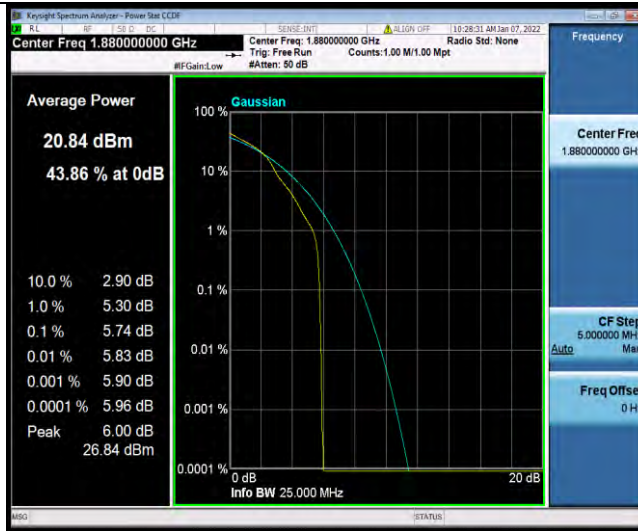 Keysight Spectrum Analyzer - Power Stat CCDF
RL RF 50 Ω DC SENSE:INT ALIGN OFF 10:28:31 AM Jan 07, 2022
Center Freq 1.880000000 GHz
Center Freq: 1.880000000 GHz Radio Std: None
Trig: Free Run Counts:1.00 M/1.00 Mpt
#IFGain:Low #Atten: 50 dB
Frequency
Average Power
20.84 dBm
43.86 % at 0dB
10.0 % 2.90 dB
1.0 % 5.30 dB
0.1 % 5.74 dB
0.01 % 5.83 dB
0.001 % 5.90 dB
0.0001 % 5.96 dB
Peak 6.00 dB
26.84 dBm
Gaussian
100 %
10 %
1 %
0.1 %
0.01 %
0.001 %
0.0001 %
0 dB 20 dB
Info BW 25.000 MHz
Center Freq
1.880000000 GH
CF Step
5.000000 MH
Auto Ma
Freq Offse
0 H
MSG STATUS